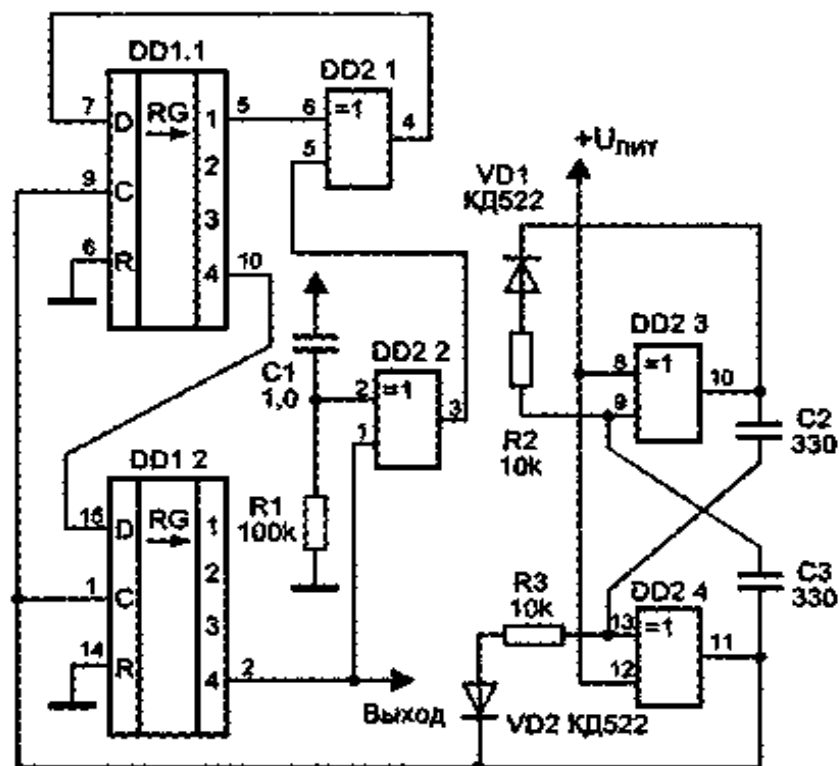 DD1.1
7 D RG 1 5
2
9 C 3
6 R 4 10
DD2 1
6 =1 4
5
+Uпит
VD1
КД522
C1
1,0
DD2 2
2 =1 3
1
R2
10k
DD2 3
8 =1 10
9
C2
330
DD1 2
15 D RG 1
2
1 C 3
14 R 4 2
R1
100k
Выход
R3
10k
DD2 4
13 =1 11
12
C3
330
VD2 КД522